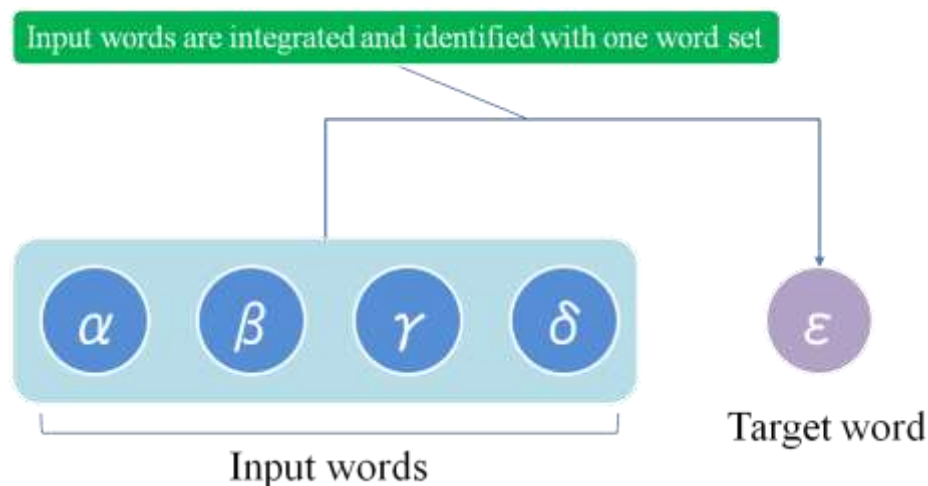 Input words are integrated and identified with one word set
α β γ δ ε
Target word
Input words